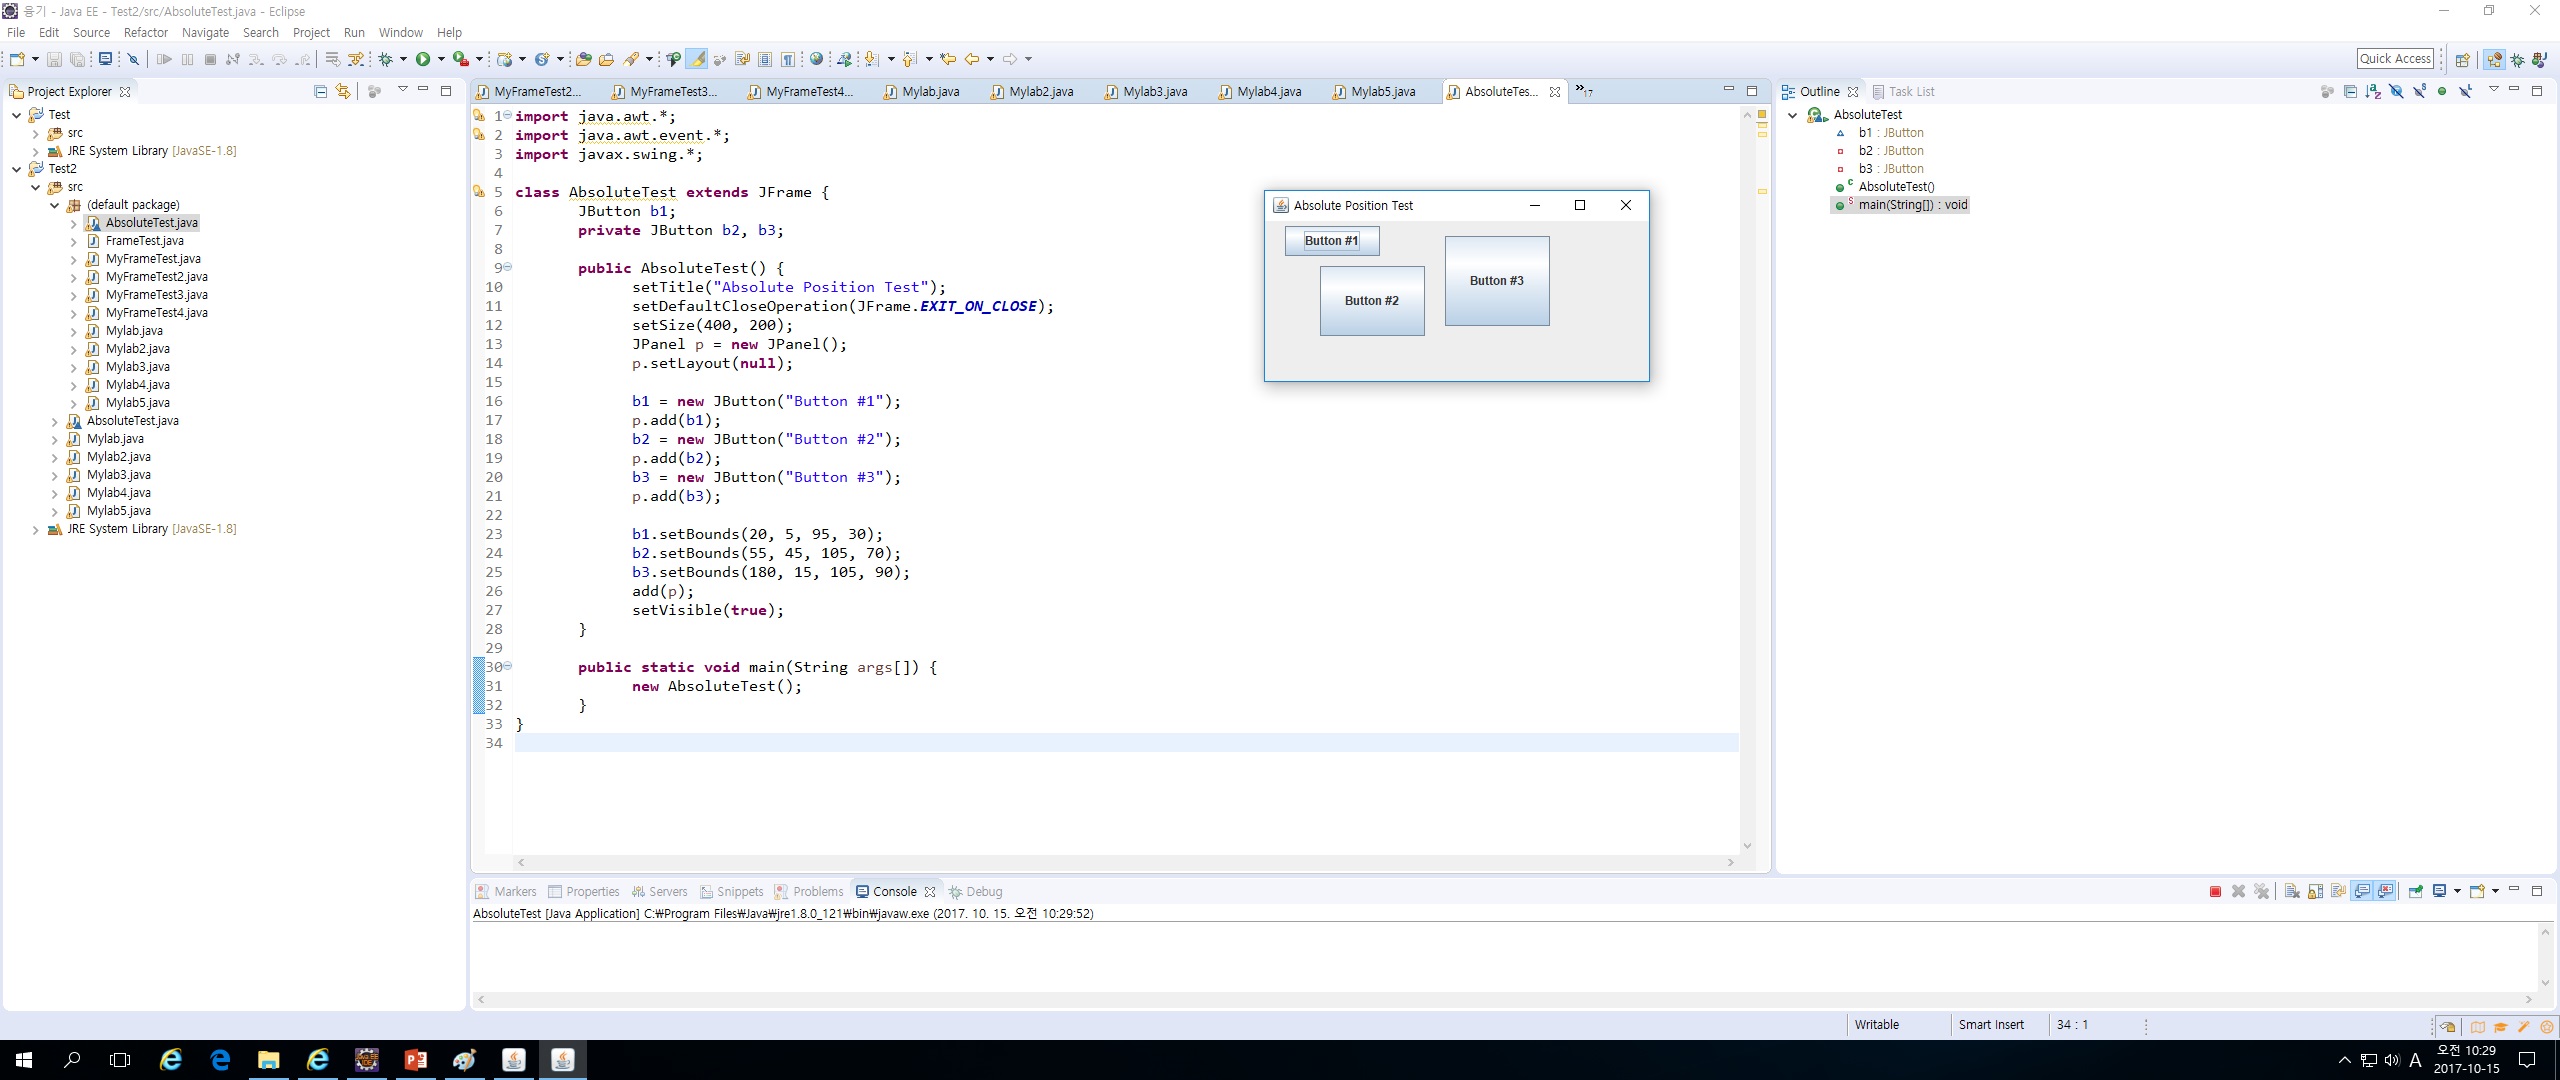 융기 - Java EE - Test2/src/AbsoluteTest.java - Eclipse
File Edit Source Refactor Navigate Search Project Run Window Help
Quick Access
Project Explorer
Test
src
JRE System Library [JavaSE-1.8]
Test2
src
(default package)
AbsoluteTest.java
FrameTest.java
MyFrameTest.java
MyFrameTest2.java
MyFrameTest3.java
MyFrameTest4.java
Mylab.java
Mylab2.java
Mylab3.java
Mylab4.java
Mylab5.java
AbsoluteTest.java
Mylab.java
Mylab2.java
Mylab3.java
Mylab4.java
Mylab5.java
JRE System Library [JavaSE-1.8]
MyFrameTest2... MyFrameTest3... MyFrameTest4... Mylab.java Mylab2.java Mylab3.java Mylab4.java Mylab5.java AbsoluteTes... »17
1 import java.awt.*;
2 import java.awt.event.*;
3 import javax.swing.*;
4
5 class AbsoluteTest extends JFrame {
6 JButton b1;
7 private JButton b2, b3;
8
9 public AbsoluteTest() {
10 setTitle("Absolute Position Test");
11 setDefaultCloseOperation(JFrame.EXIT_ON_CLOSE);
12 setSize(400, 200);
13 JPanel p = new JPanel();
14 p.setLayout(null);
15
16 b1 = new JButton("Button #1");
17 p.add(b1);
18 b2 = new JButton("Button #2");
19 p.add(b2);
20 b3 = new JButton("Button #3");
21 p.add(b3);
22
23 b1.setBounds(20, 5, 95, 30);
24 b2.setBounds(55, 45, 105, 70);
25 b3.setBounds(180, 15, 105, 90);
26 add(p);
27 setVisible(true);
28 }
29
30 public static void main(String args[]) {
31 new AbsoluteTest();
32 }
33 }
34
Absolute Position Test
Button #1
Button #2
Button #3
Outline Task List
AbsoluteTest
b1 : JButton
b2 : JButton
b3 : JButton
AbsoluteTest()
main(String[]) : void
Markers Properties Servers Snippets Problems Console Debug
AbsoluteTest [Java Application] C:₩Program Files₩Java₩jre1.8.0_121₩bin₩javaw.exe (2017. 10. 15. 오전 10:29:52)
Writable Smart Insert 34 : 1
A
오전 10:29
2017-10-15